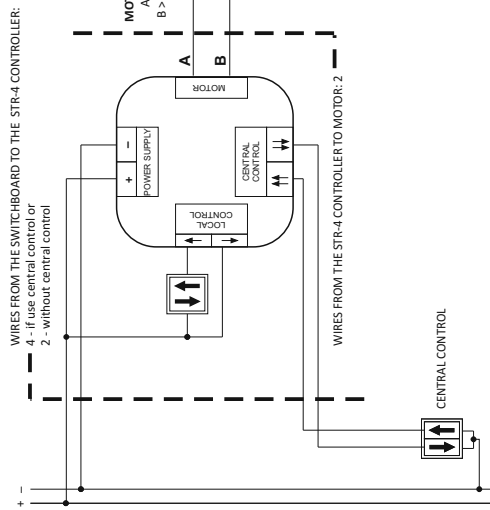 WIRES FROM THE SWITCHBOARD TO THE STR-4 CONTROLLER:
4 - if use central control or
2 - without central control
MO
A
B >
A
B
MOTOR
+ −
POWER SUPPLY
CENTRAL
CONTROL
LOCAL
CONTROL
WIRES FROM THE STR-4 CONTROLLER TO MOTOR: 2
CENTRAL CONTROL
+ −